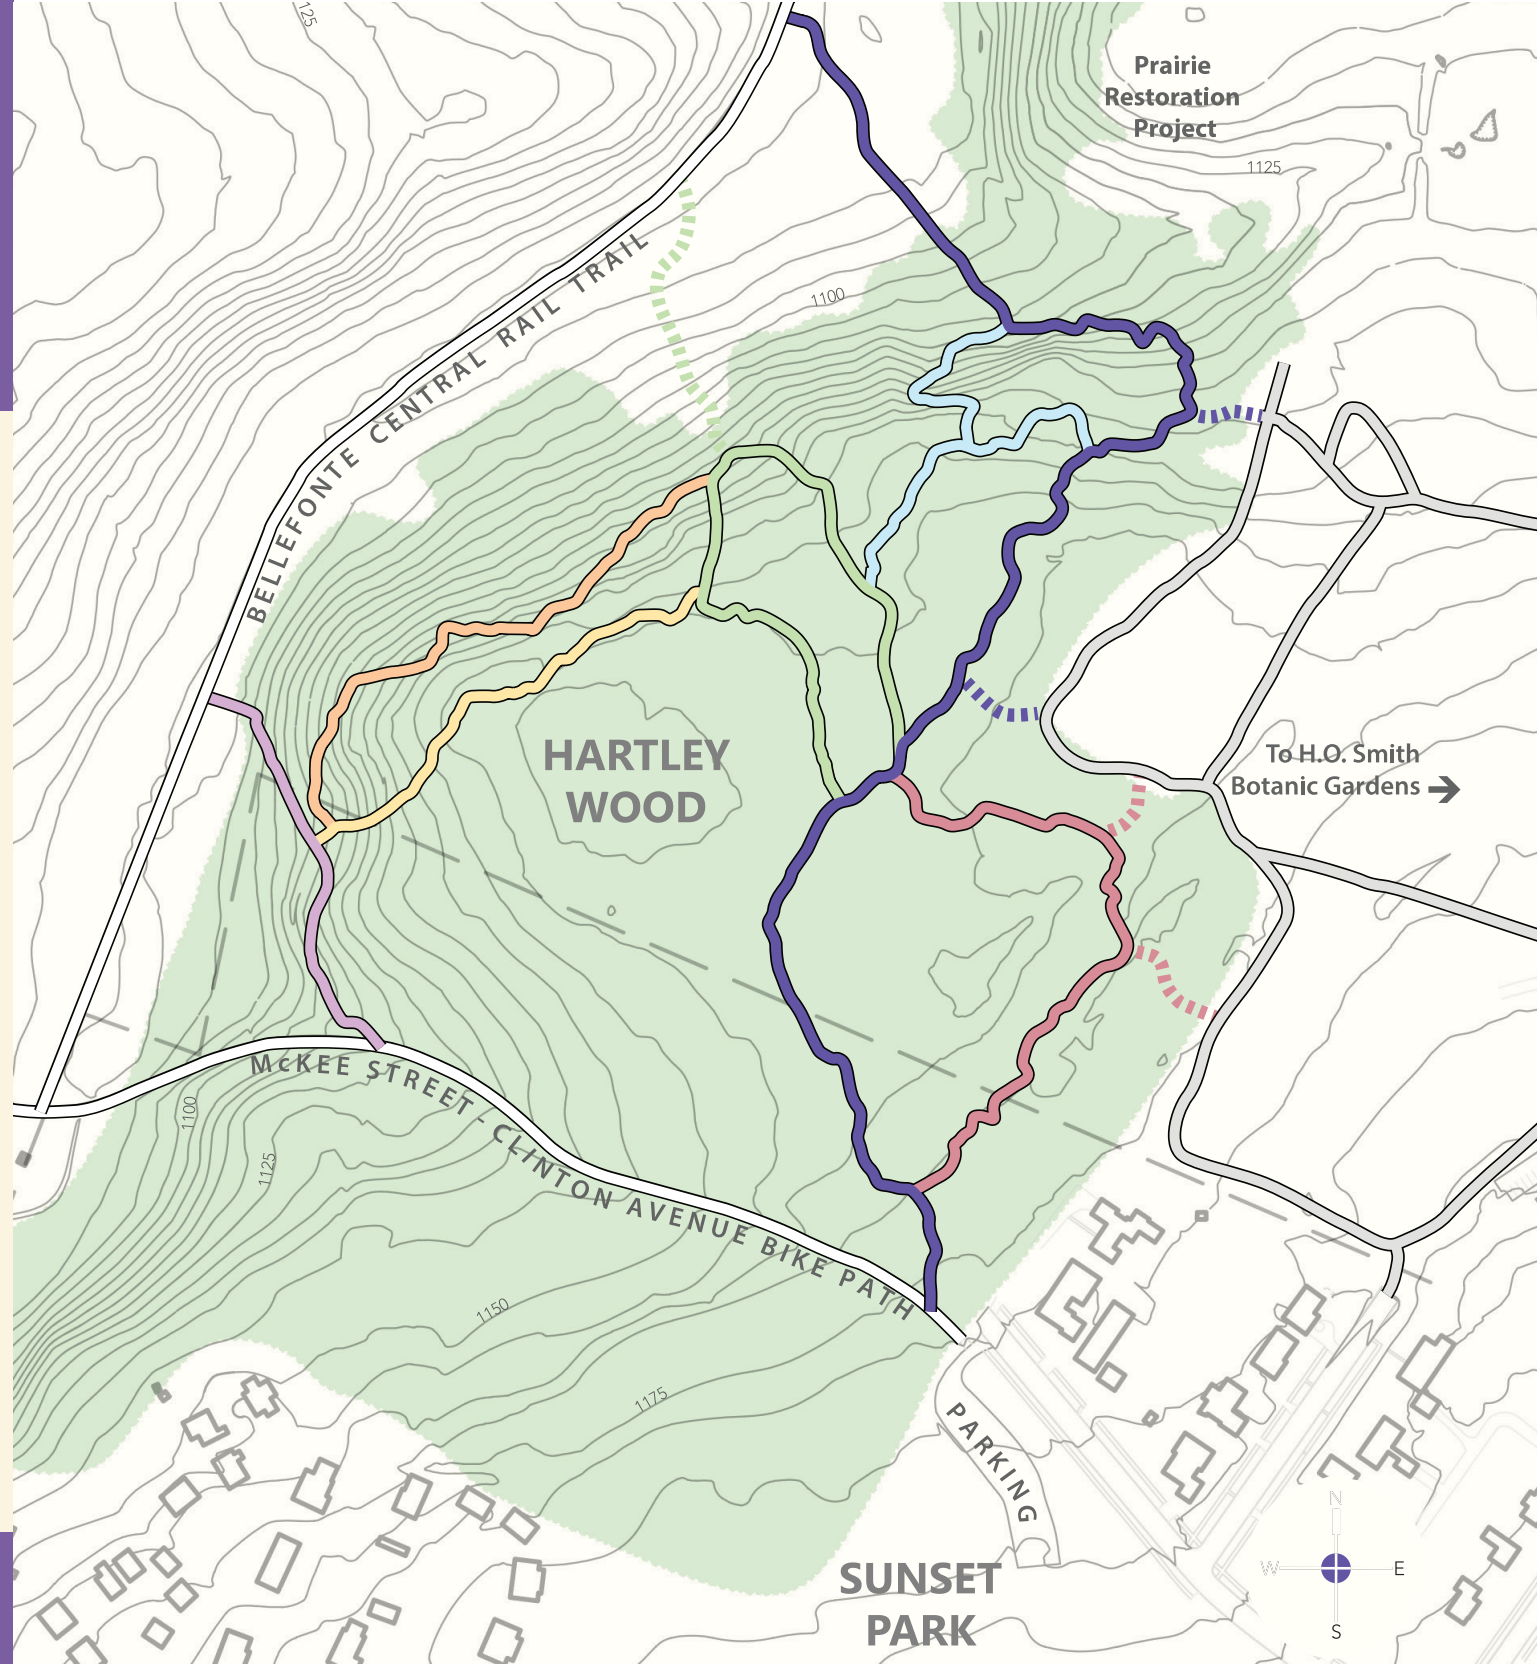 125
Prairie
Restoration
Project
1125
BELLEFONTE CENTRAL RAIL TRAIL
1100
HARTLEY
WOOD
To H.O. Smith
Botanic Gardens
McKEE STREET - CLINTON AVENUE BIKE PATH
1100
1125
1150
1175
PARKING
N
W
E
S
SUNSET
PARK